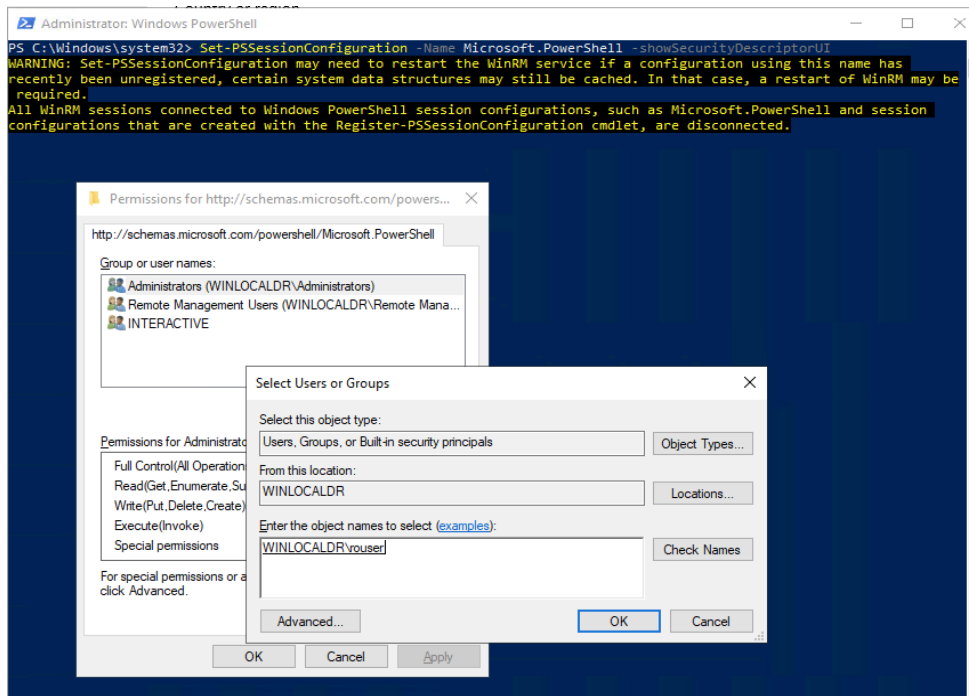 Administrator: Windows PowerShell
PS C:\Windows\system32> Set-PSSessionConfiguration -Name Microsoft.PowerShell -showSecurityDescriptorUI
WARNING: Set-PSSessionConfiguration may need to restart the WinRM service if a configuration using this name has
recently been unregistered, certain system data structures may still be cached. In that case, a restart of WinRM may be
required.
All WinRM sessions connected to Windows PowerShell session configurations, such as Microsoft.PowerShell and session
configurations that are created with the Register-PSSessionConfiguration cmdlet, are disconnected.
Permissions for http://schemas.microsoft.com/powers...
http://schemas.microsoft.com/powershell/Microsoft.PowerShell
Group or user names:
Administrators (WINLOCALDR\Administrators)
Remote Management Users (WINLOCALDR\Remote Mana...
INTERACTIVE
Permissions for Administrato
Full Control(All Operation
Read(Get,Enumerate,Su
Write(Put,Delete,Create)
Execute(Invoke)
Special permissions
For special permissions or a
click Advanced.
OK
Cancel
Apply
Select Users or Groups
Select this object type:
Users, Groups, or Built-in security principals
Object Types...
From this location:
WINLOCALDR
Locations...
Enter the object names to select (examples):
WINLOCALDR\rouser
Check Names
Advanced...
OK
Cancel